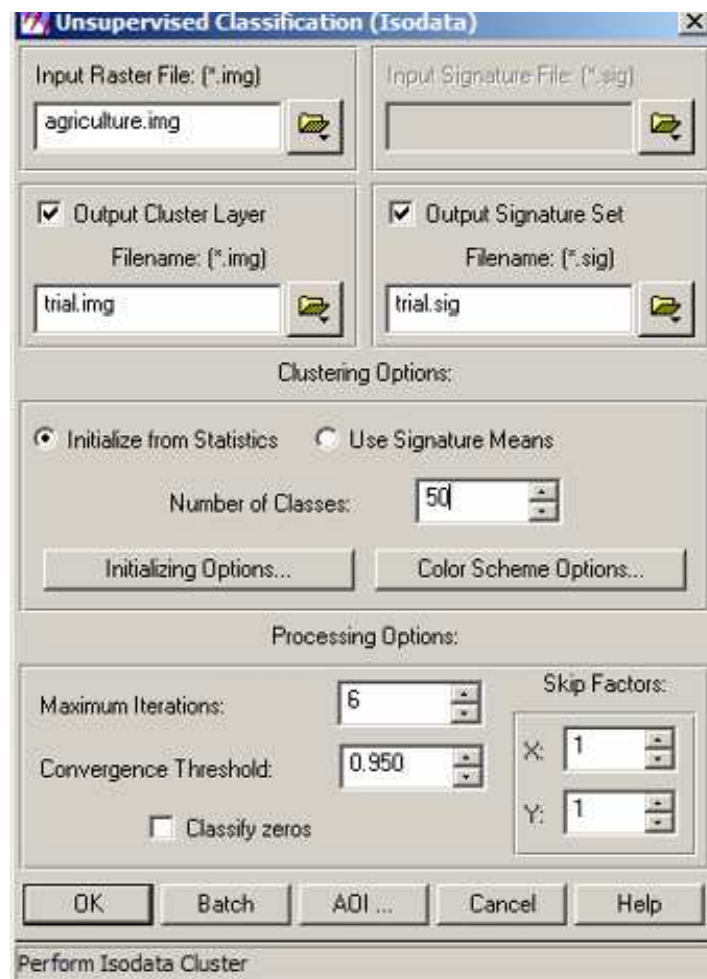 Unsupervised Classification (Isodata)
Input Raster File: (*.img)
Input Signature File: (*.sig)
agriculture.img
Output Cluster Layer
Output Signature Set
Filename: (*.img)
Filename: (*.sig)
trial.img
trial.sig
Clustering Options:
Initialize from Statistics
Use Signature Means
Number of Classes:
50
Initializing Options...
Color Scheme Options...
Processing Options:
Maximum Iterations:
6
Skip Factors:
Convergence Threshold:
0.950
X:
1
Classify zeros
Y:
1
OK
Batch
AOI ...
Cancel
Help
Perform Isodata Cluster